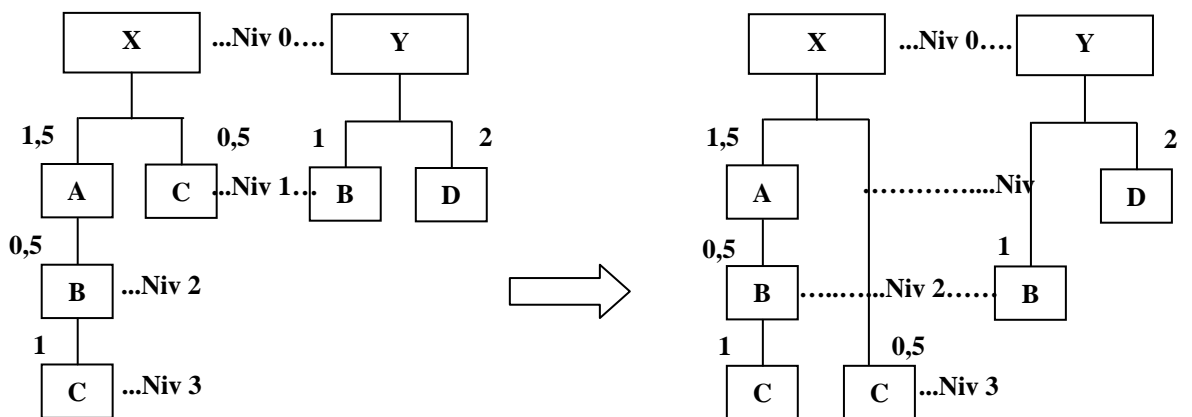 X ...Niv 0…. Y
1,5 0,5 1 2
A C ...Niv 1… B D
0,5
B ...Niv 2
1
C ...Niv 3
X ...Niv 0…. Y
1,5 2
A …………....Niv D
0,5 1
B …..…...Niv 2…… B
1 0,5
C C ...Niv 3